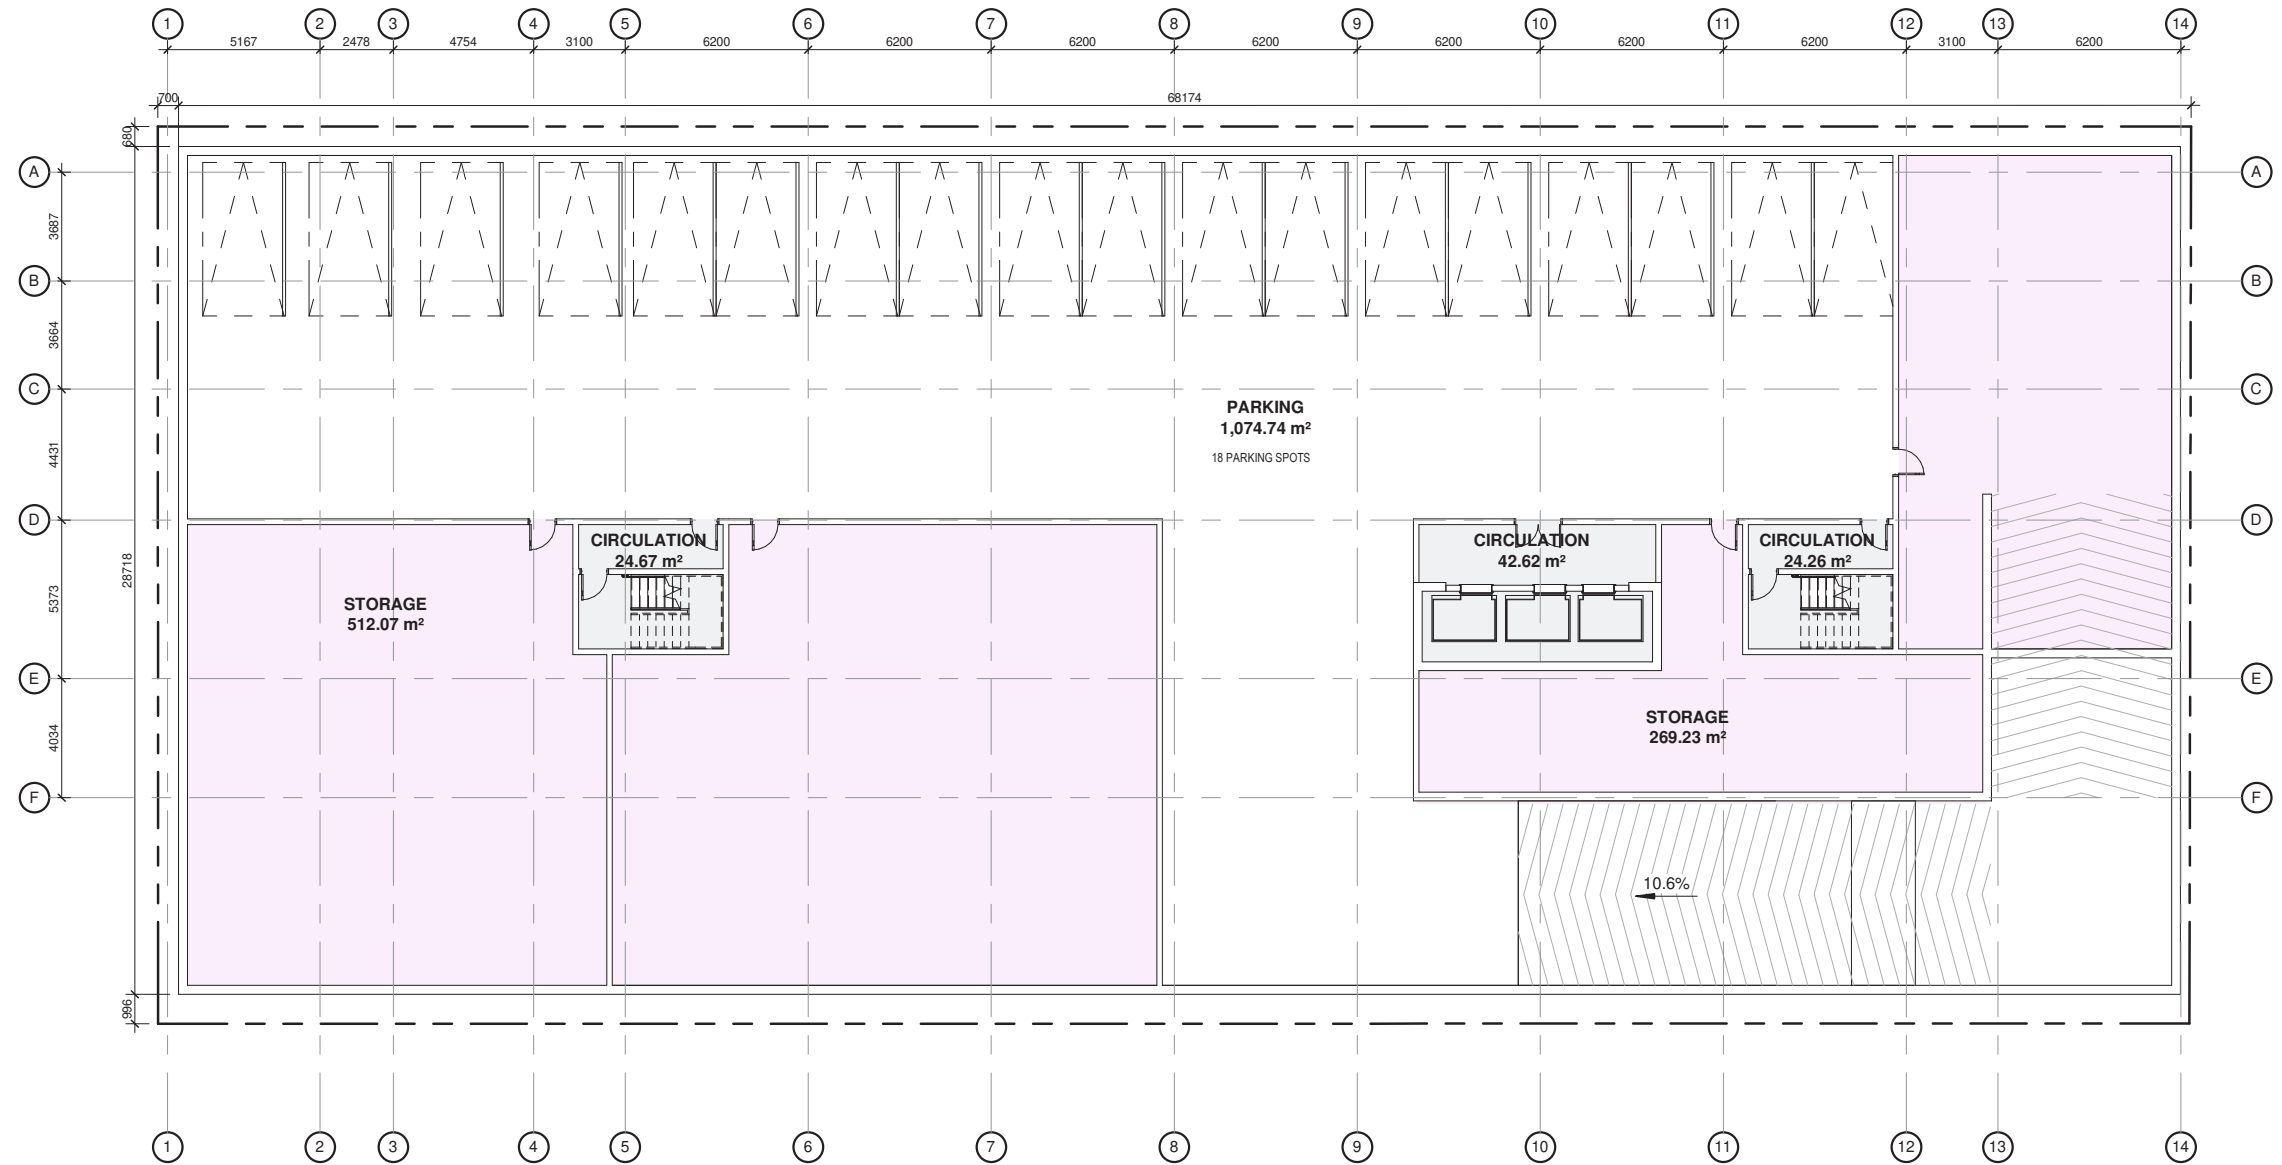 1 2 3 4 5 6 7 8 9 10 11 12 13 14
5167 2478 4754 3100 6200 6200 6200 6200 6200 6200 6200 3100 6200
700 68174
680
A A
3687
B B
3664
C C
PARKING
1,074.74 m²
18 PARKING SPOTS
4431
D D
CIRCULATION CIRCULATION CIRCULATION
24.67 m² 42.62 m² 24.26 m²
28718
5373
STORAGE
512.07 m²
E E
STORAGE
269.23 m²
4034
F F
10.6%
996
1 2 3 4 5 6 7 8 9 10 11 12 13 14